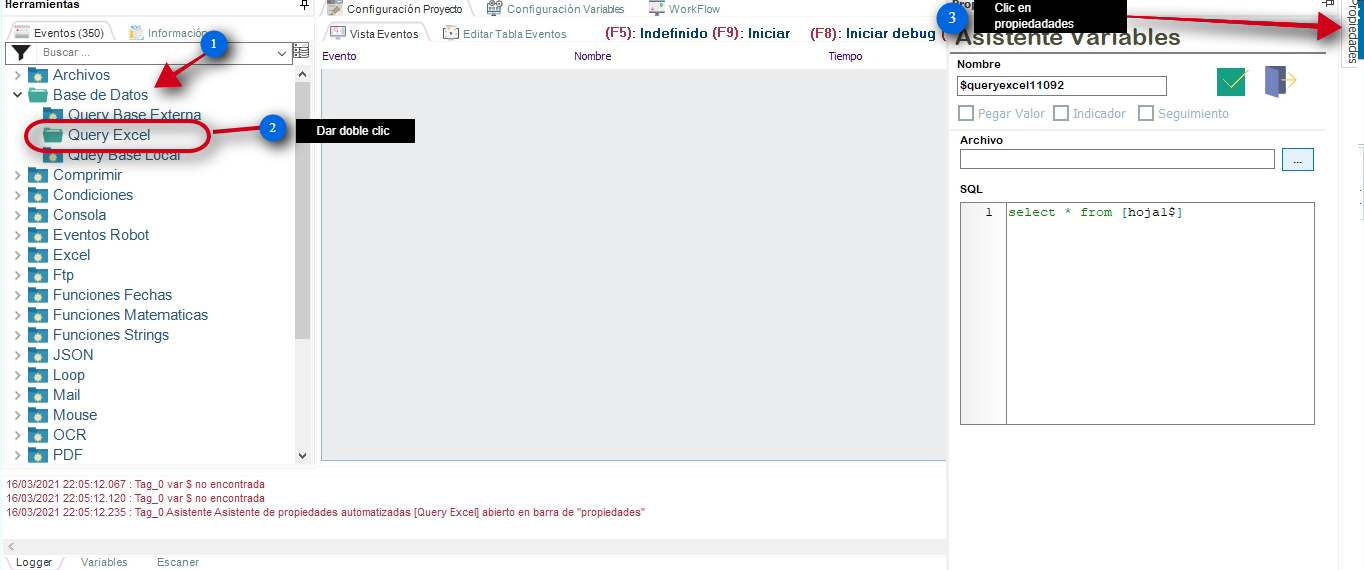 Herramientas
Eventos (350)
Información
Buscar ...
Archivos
Base de Datos
Query Base Externa
Query Excel
Quey Base Local
Comprimir
Condiciones
Consola
Eventos Robot
Excel
Ftp
Funciones Fechas
Funciones Matematicas
Funciones Strings
JSON
Loop
Mail
Mouse
OCR
PDF
1
2
Dar doble clic
Configuración Proyecto
Configuración Variables
WorkFlow
Vista Eventos
Editar Tabla Eventos
(F5): Indefinido (F9): Iniciar
(F8): Iniciar debug (
Evento
Nombre
Tiempo
3
Clic en
propiedadades
Propiedades
Asistente Variables
Nombre
$queryexcel11092
Pegar Valor
Indicador
Seguimiento
Archivo
...
SQL
1 select * from [hoja1$]
16/03/2021 22:05:12.067 : Tag_0 var $ no encontrada
16/03/2021 22:05:12.120 : Tag_0 var $ no encontrada
16/03/2021 22:05:12.235 : Tag_0 Asistente Asistente de propiedades automatizadas [Query Excel] abierto en barra de "propiedades"
Logger
Variables
Escaner